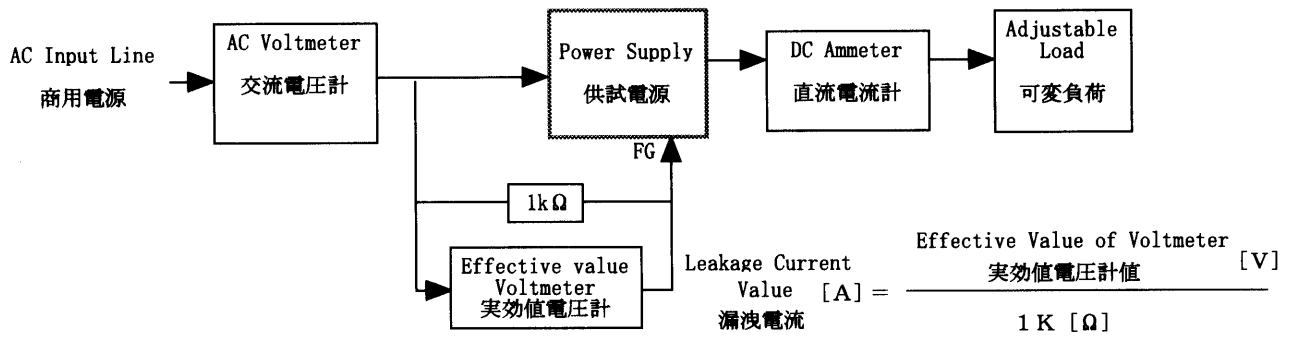 AC Input Line
商用電源
AC Voltmeter
交流電圧計
Power Supply
供試電源
FG
DC Ammeter
直流電流計
Adjustable
Load
可変負荷
1kΩ
Effective value
Voltmeter
実効値電圧計
Leakage Current
Value [A] =
漏洩電流
Effective Value of Voltmeter
実効値電圧計値 [V]
1 K [Ω]